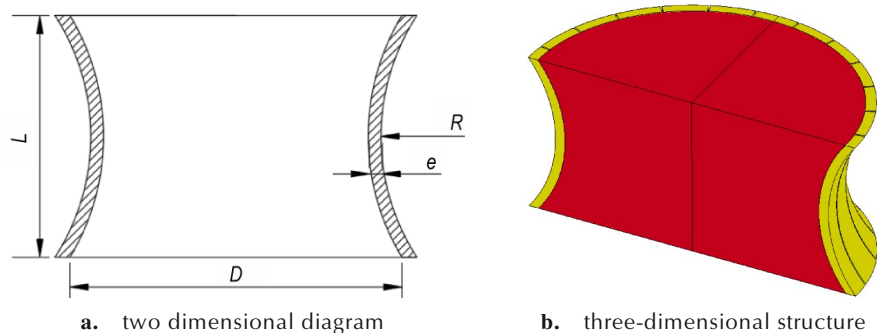 L
R
e
D
a. two dimensional diagram
b. three-dimensional structure